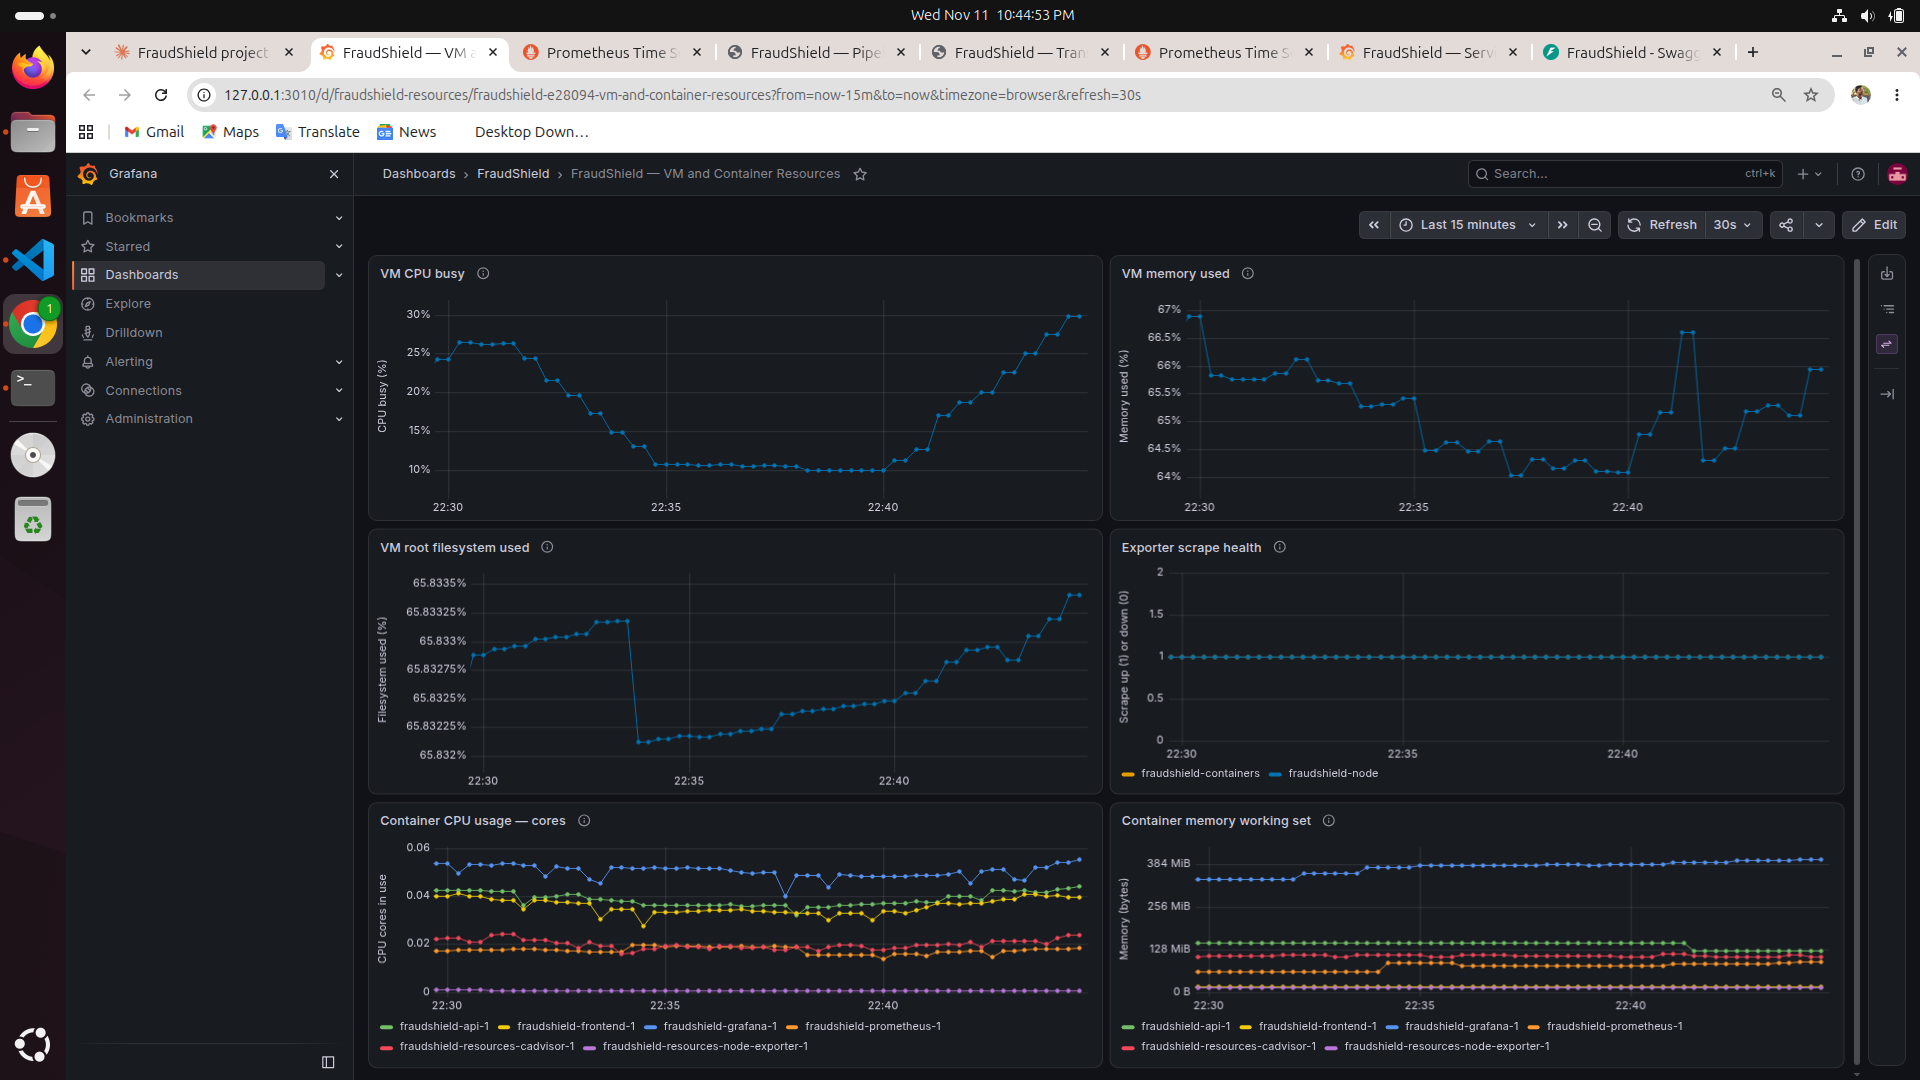 Wed Nov 11 10:44:53 PM
FraudShield project
FraudShield — VM a
Prometheus Time S
FraudShield — Pipe
FraudShield — Tran
Prometheus Time S
FraudShield — Serv
FraudShield - Swag
127.0.0.1:3010/d/fraudshield-resources/fraudshield-e28094-vm-and-container-resources?from=now-15m&to=now&timezone=browser&refresh=30s
Gmail
Maps
Translate
News
Desktop Down…
1
Grafana
Dashboards › FraudShield › FraudShield — VM and Container Resources
Search...
ctrl+k
Bookmarks
Starred
Dashboards
Explore
Drilldown
Alerting
Connections
Administration
Last 15 minutes
Refresh
30s
Edit
VM CPU busy
CPU busy (%)
30%
25%
20%
15%
10%
22:30
22:35
22:40
VM memory used
Memory used (%)
67%
66.5%
66%
65.5%
65%
64.5%
64%
22:30
22:35
22:40
VM root filesystem used
Filesystem used (%)
65.8335%
65.83325%
65.833%
65.83275%
65.8325%
65.83225%
65.832%
22:30
22:35
22:40
Exporter scrape health
Scrape up (1) or down (0)
2
1.5
1
0.5
0
22:30
22:35
22:40
fraudshield-containers
fraudshield-node
Container CPU usage — cores
CPU cores in use
0.06
0.04
0.02
0
22:30
22:35
22:40
fraudshield-api-1
fraudshield-frontend-1
fraudshield-grafana-1
fraudshield-prometheus-1
fraudshield-resources-cadvisor-1
fraudshield-resources-node-exporter-1
Container memory working set
Memory (bytes)
384 MiB
256 MiB
128 MiB
0 B
22:30
22:35
22:40
fraudshield-api-1
fraudshield-frontend-1
fraudshield-grafana-1
fraudshield-prometheus-1
fraudshield-resources-cadvisor-1
fraudshield-resources-node-exporter-1